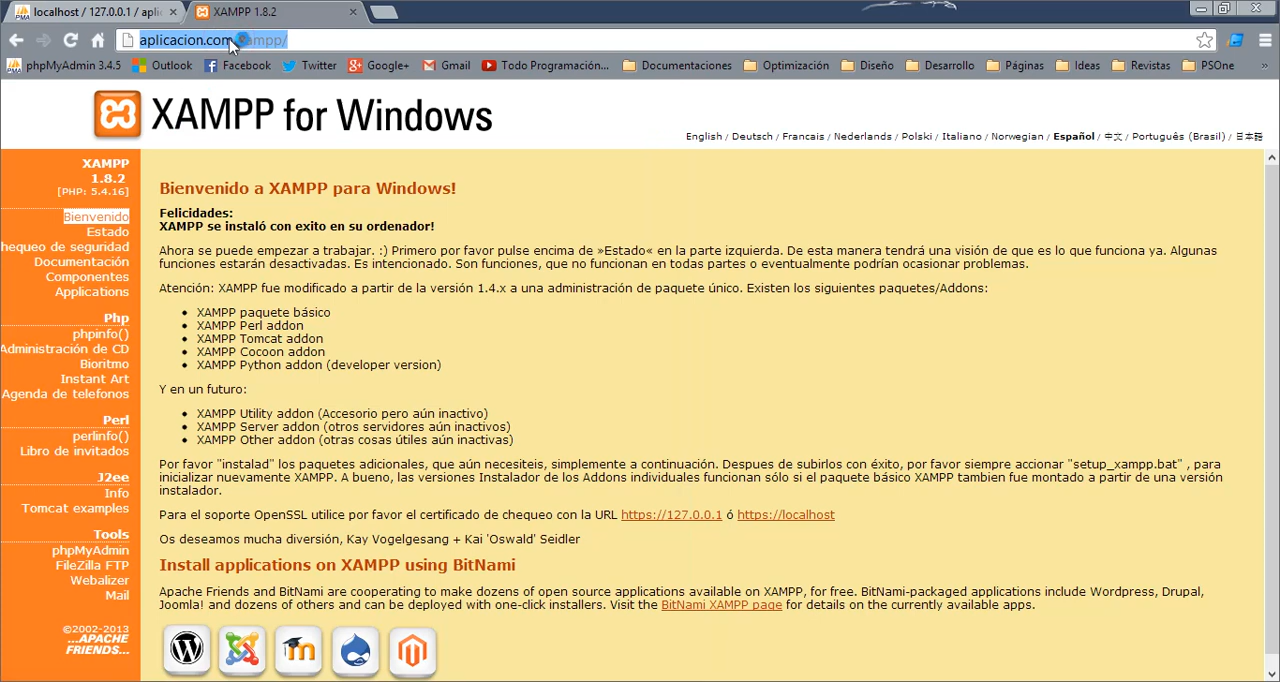 localhost / 127.0.0.1 / aplic
XAMPP 1.8.2
aplicacion.com/xampp/
phpMyAdmin 3.4.5 Outlook Facebook Twitter Google+ Gmail Todo Programación... Documentaciones Optimización Diseño Desarrollo Páginas Ideas Revistas PSOne »
XAMPP for Windows
English / Deutsch / Francais / Nederlands / Polski / Italiano / Norwegian / Español / 中文 / Português (Brasil) / 日本語
XAMPP
1.8.2
[PHP: 5.4.16]
Bienvenido
Estado
hequeo de seguridad
Documentación
Componentes
Applications
Php
phpinfo()
Administración de CD
Bioritmo
Instant Art
Agenda de telefonos
Perl
perlinfo()
Libro de invitados
J2ee
Info
Tomcat examples
Tools
phpMyAdmin
FileZilla FTP
Webalizer
Mail
©2002-2013
...APACHE
FRIENDS...
Bienvenido a XAMPP para Windows!
Felicidades:
XAMPP se instaló con exito en su ordenador!
Ahora se puede empezar a trabajar. :) Primero por favor pulse encima de »Estado« en la parte izquierda. De esta manera tendrá una visión de que es lo que funciona ya. Algunas
funciones estarán desactivadas. Es intencionado. Son funciones, que no funcionan en todas partes o eventualmente podrían ocasionar problemas.
Atención: XAMPP fue modificado a partir de la versión 1.4.x a una administración de paquete único. Existen los siguientes paquetes/Addons:
XAMPP paquete básico
XAMPP Perl addon
XAMPP Tomcat addon
XAMPP Cocoon addon
XAMPP Python addon (developer version)
Y en un futuro:
XAMPP Utility addon (Accesorio pero aún inactivo)
XAMPP Server addon (otros servidores aún inactivos)
XAMPP Other addon (otras cosas útiles aún inactivas)
Por favor "instalad" los paquetes adicionales, que aún necesiteis, simplemente a continuación. Despues de subirlos con éxito, por favor siempre accionar "setup_xampp.bat" , para
inicializar nuevamente XAMPP. A bueno, las versiones Instalador de los Addons individuales funcionan sólo si el paquete básico XAMPP tambien fue montado a partir de una versión
instalador.
Para el soporte OpenSSL utilice por favor el certificado de chequeo con la URL https://127.0.0.1 ó https://localhost
Os deseamos mucha diversión, Kay Vogelgesang + Kai 'Oswald' Seidler
Install applications on XAMPP using BitNami
Apache Friends and BitNami are cooperating to make dozens of open source applications available on XAMPP, for free. BitNami-packaged applications include Wordpress, Drupal,
Joomla! and dozens of others and can be deployed with one-click installers. Visit the BitNami XAMPP page for details on the currently available apps.